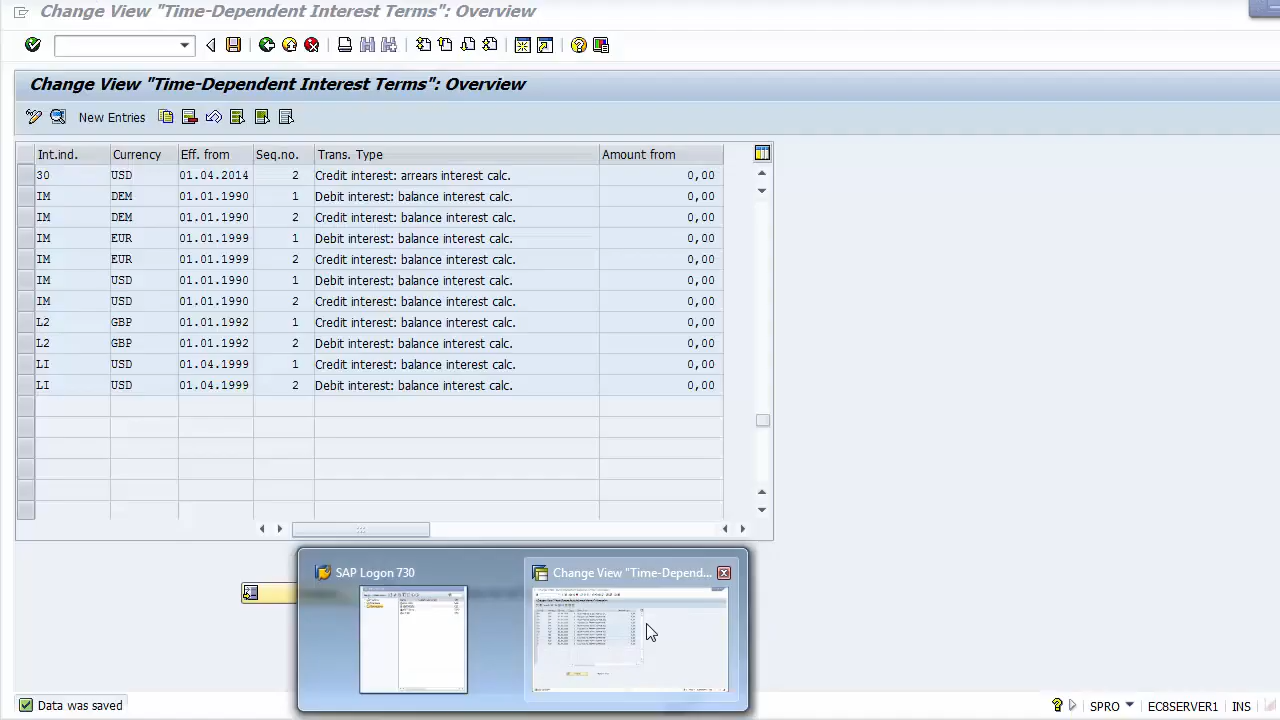 Change View "Time-Dependent Interest Terms": Overview
Change View "Time-Dependent Interest Terms": Overview
New Entries
Int.ind. Currency Eff. from Seq.no. Trans. Type Amount from
30 USD 01.04.2014 2 Credit interest: arrears interest calc. 0,00
IM DEM 01.01.1990 1 Debit interest: balance interest calc. 0,00
IM DEM 01.01.1990 2 Credit interest: balance interest calc. 0,00
IM EUR 01.01.1999 1 Debit interest: balance interest calc. 0,00
IM EUR 01.01.1999 2 Credit interest: balance interest calc. 0,00
IM USD 01.01.1990 1 Debit interest: balance interest calc. 0,00
IM USD 01.01.1990 2 Credit interest: balance interest calc. 0,00
L2 GBP 01.01.1992 1 Credit interest: balance interest calc. 0,00
L2 GBP 01.01.1992 2 Debit interest: balance interest calc. 0,00
LI USD 01.04.1999 1 Credit interest: balance interest calc. 0,00
LI USD 01.04.1999 2 Debit interest: balance interest calc. 0,00
SAP Logon 730 Change View "Time-Depend...
Data was saved SPRO EC8SERVER1 INS